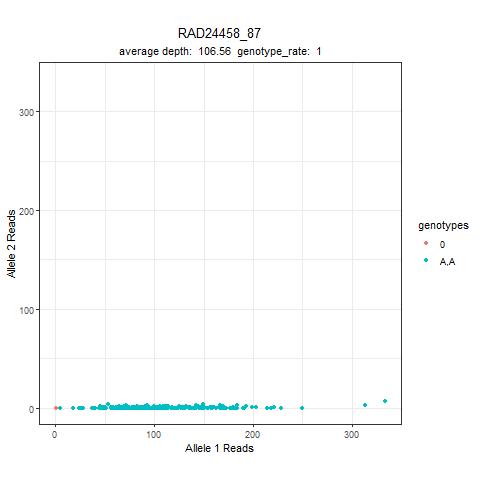 RAD24458_87
average depth:  106.56  genotype_rate:  1
300
200
100
0
Allele 2 Reads
0 100 200 300
Allele 1 Reads
genotypes
0
A,A